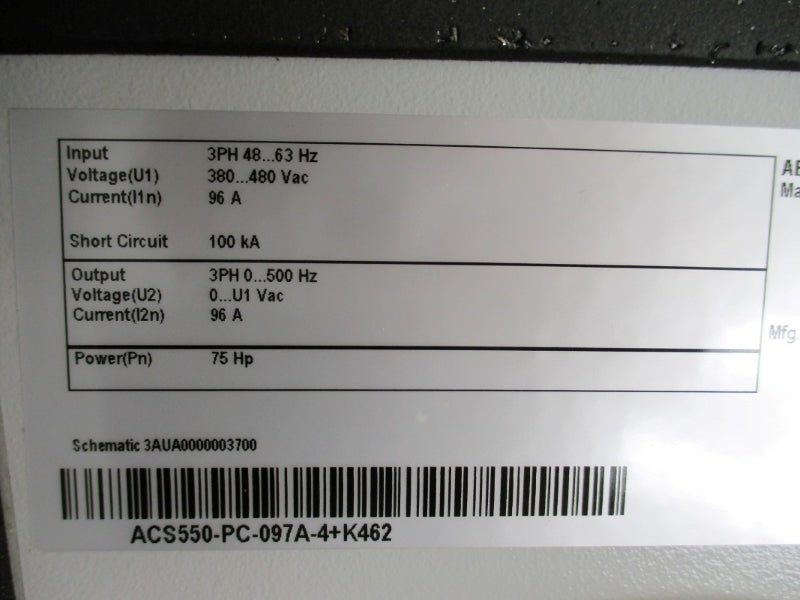 Input 3PH 48...63 Hz
Voltage(U1) 380...480 Vac
Current(I1n) 96 A
Short Circuit 100 kA
Output 3PH 0...500 Hz
Voltage(U2) 0...U1 Vac
Current(I2n) 96 A
Power(Pn) 75 Hp
Schematic 3AUA0000003700
ACS550-PC-097A-4+K462
Mfg.